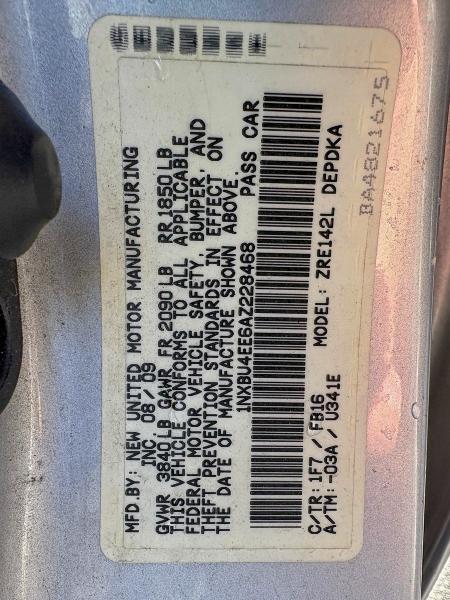 MFD.BY: NEW UNITED MOTOR MANUFACTURING
INC. 08/09
GVWR 3840LB GAWR FR 2090LB RR1850LB
THIS VEHICLE CONFORMS TO ALL APPLICABLE
FEDERAL MOTOR VEHICLE SAFETY, BUMPER, AND
THEFT PREVENTION STANDARDS IN EFFECT ON
THE DATE OF MANUFACTURE SHOWN ABOVE.
1NXBU4EE6AZ228468 PASS CAR
C/TR: 1F7 / FB16 MODEL: ZRE142L DEPDKA
A/TM: -03A / U341E
BA4821675